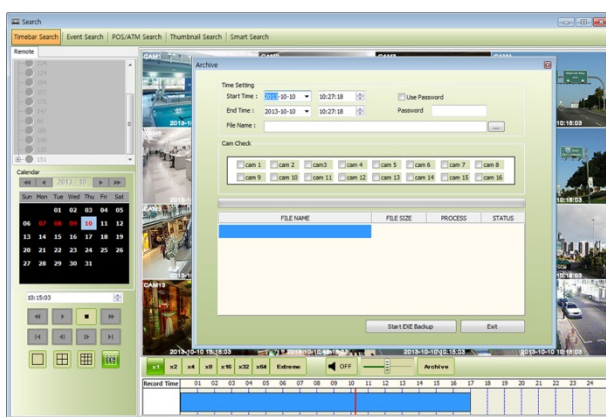 Search
Timebar Search Event Search POS/ATM Search Thumbnail Search Smart Search
Remote
151
Calendar
2013 / 10
Sun Mon Tue Wed Thu Fri Sat
01 02 03 04 05
06 07 08 09 10 11 12
13 14 15 16 17 18 19
20 21 22 23 24 25 26
27 28 29 30 31
10:15:03
Archive
Time Setting
Start Time : 2013-10-10 10:27:18 Use Password
End Time : 2013-10-10 10:27:18 Password
File Name : ...
Cam Check
cam 1 cam 2 cam3 cam 4 cam 5 cam 6 cam 7 cam 8
cam 9 cam 10 cam 11 cam 12 cam 13 cam 14 cam 15 cam 16
FILE NAME FILE SIZE PROCESS STATUS
Start EXE Backup Exit
CAM13
2013-10-10 10:15:03
x1 x2 x4 x8 x16 x32 x64 Extreme OFF Archive
Record Time 01 02 03 04 05 06 07 08 09 10 11 12 13 14 15 16 17 18 19 20 21 22 23 24